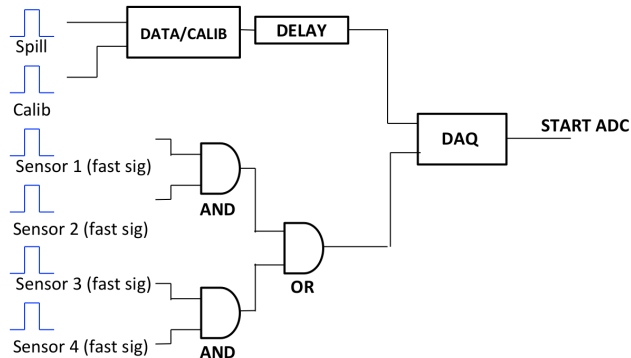 Spill
DATA/CALIB
DELAY
Calib
DAQ
START ADC
Sensor 1 (fast sig)
AND
Sensor 2 (fast sig)
Sensor 3 (fast sig)
OR
Sensor 4 (fast sig)
AND